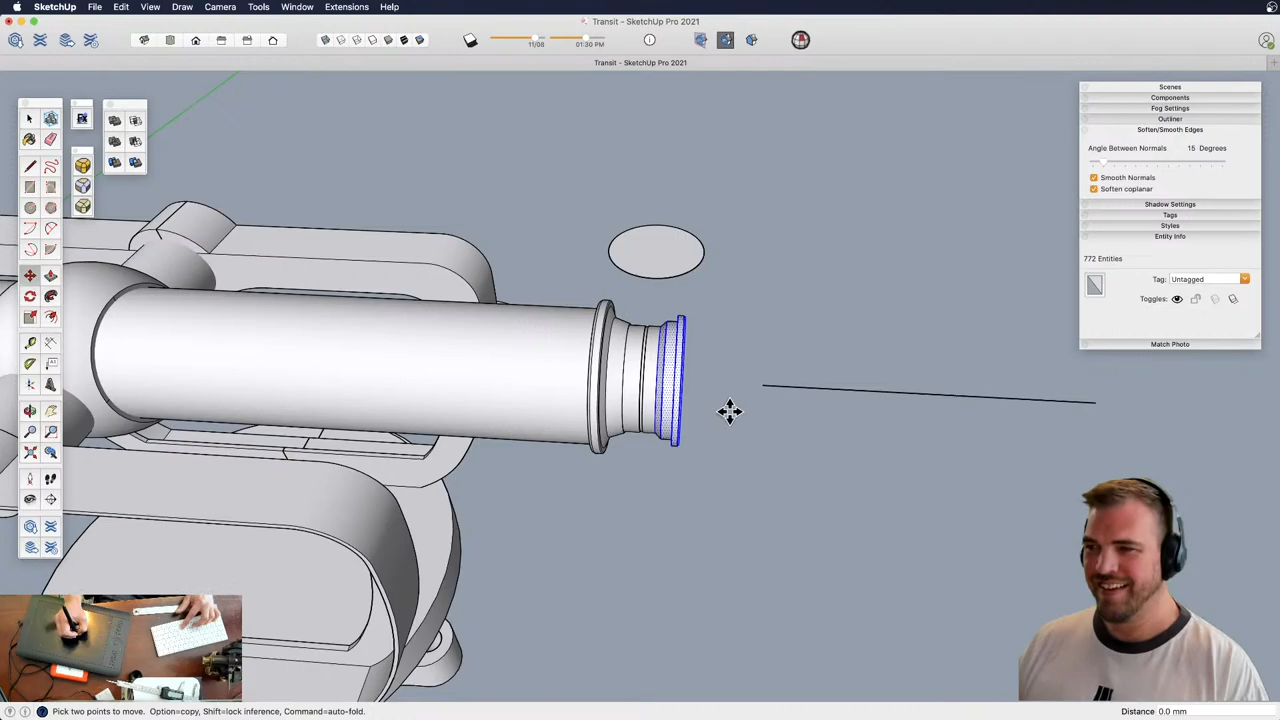 SketchUp File Edit View Draw Camera Tools Window Extensions Help
Transit - SketchUp Pro 2021
11/08 01:30 PM
Transit - SketchUp Pro 2021
Scenes
Components
Fog Settings
Outliner
Soften/Smooth Edges
Angle Between Normals 15 Degrees
Smooth Normals
Soften coplanar
Shadow Settings
Tags
Styles
Entity Info
772 Entities
Tag: Untagged
Toggles:
Match Photo
Pick two points to move. Option=copy, Shift=lock inference, Command=auto-fold.
Distance 0.0 mm